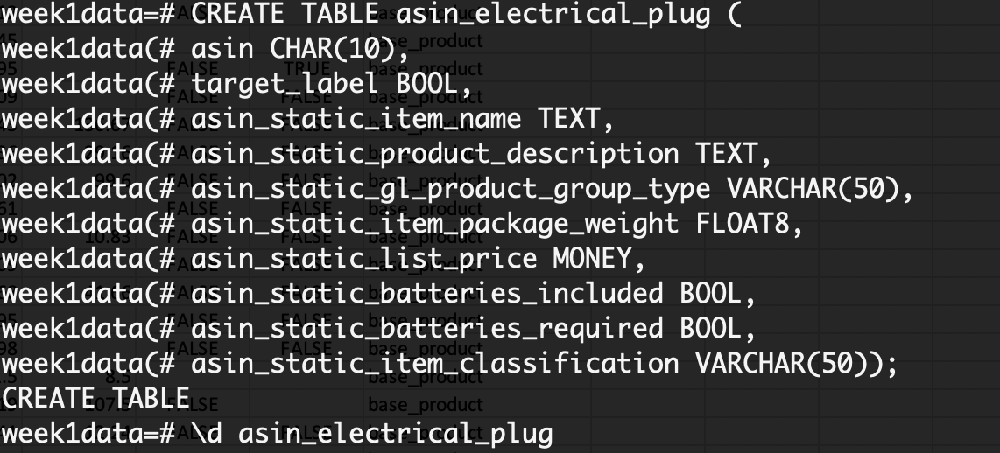 week1data=# CREATE TABLE asin_electrical_plug (
week1data(# asin CHAR(10),
week1data(# target_label BOOL,
week1data(# asin_static_item_name TEXT,
week1data(# asin_static_product_description TEXT,
week1data(# asin_static_gl_product_group_type VARCHAR(50),
week1data(# asin_static_item_package_weight FLOAT8,
week1data(# asin_static_list_price MONEY,
week1data(# asin_static_batteries_included BOOL,
week1data(# asin_static_batteries_required BOOL,
week1data(# asin_static_item_classification VARCHAR(50));
CREATE TABLE
week1data=# \d asin_electrical_plug